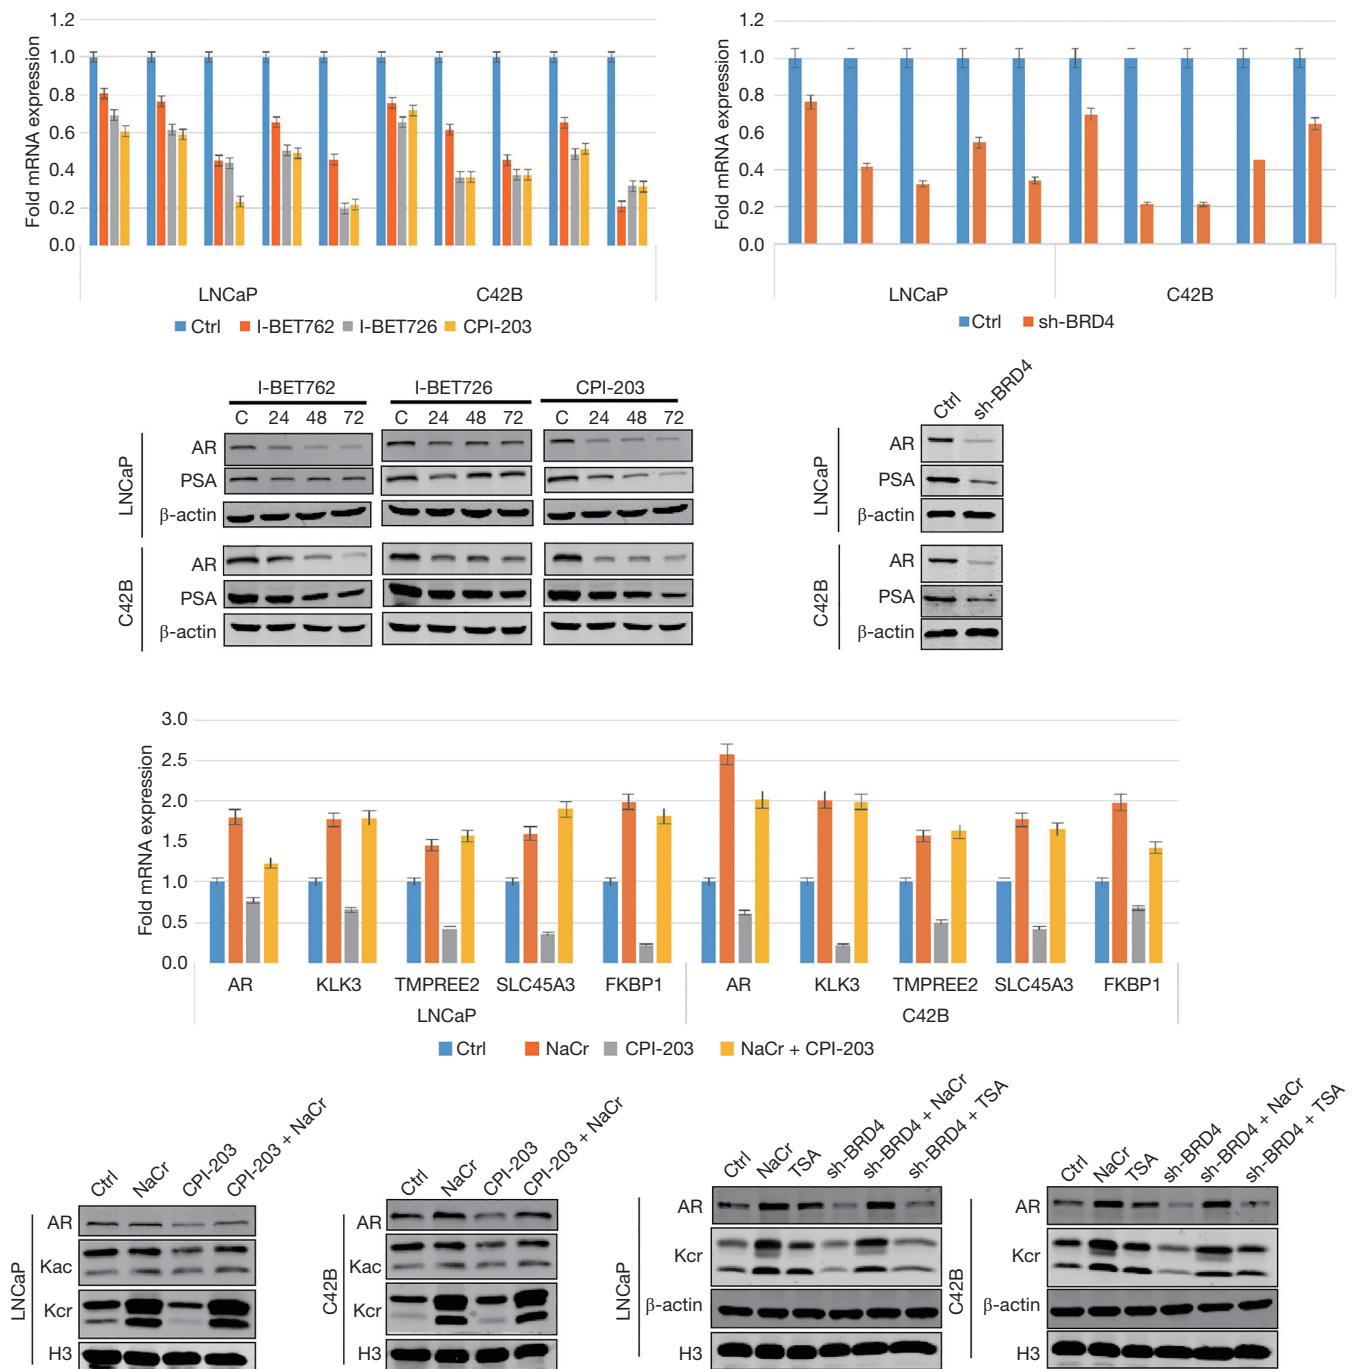 1.2
1.0
0.8
0.6
0.4
0.2
0.0
Fold mRNA expression
LNCaP C42B
Ctrl I-BET762 I-BET726 CPI-203
1.2
1.0
0.8
0.6
0.4
0.2
0.0
Fold mRNA expression
LNCaP C42B
Ctrl sh-BRD4
I-BET762 I-BET726 CPI-203
C 24 48 72 C 24 48 72 C 24 48 72
LNCaP
AR
PSA
β-actin
C42B
AR
PSA
β-actin
Ctrl sh-BRD4
LNCaP
AR
PSA
β-actin
C42B
AR
PSA
β-actin
3.0
2.5
2.0
1.5
1.0
0.5
0.0
Fold mRNA expression
AR KLK3 TMPREE2 SLC45A3 FKBP1 AR KLK3 TMPREE2 SLC45A3 FKBP1
LNCaP C42B
Ctrl NaCr CPI-203 NaCr + CPI-203
Ctrl NaCr CPI-203 CPI-203 + NaCr
LNCaP
AR
Kac
Kcr
H3
Ctrl NaCr CPI-203 CPI-203 + NaCr
C42B
AR
Kac
Kcr
H3
Ctrl NaCr TSA sh-BRD4 sh-BRD4 + NaCr sh-BRD4 + TSA
LNCaP
AR
Kcr
β-actin
H3
Ctrl NaCr TSA sh-BRD4 sh-BRD4 + NaCr sh-BRD4 + TSA
C42B
AR
Kcr
β-actin
H3